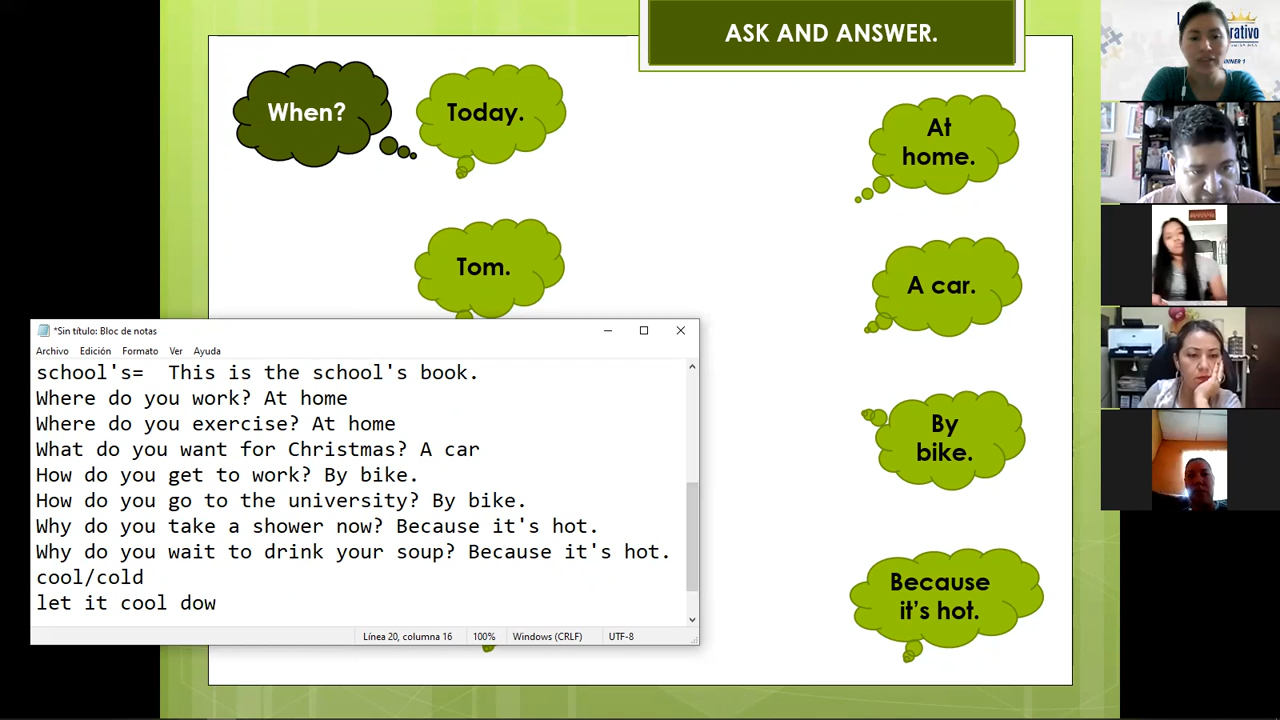 ASK AND ANSWER.
When?
Today.
At
home.
Tom.
A car.
By
bike.
Because
it's hot.
*Sin título: Bloc de notas
Archivo Edición Formato Ver Ayuda
school's= This is the school's book.
Where do you work? At home
Where do you exercise? At home
What do you want for Christmas? A car
How do you get to work? By bike.
How do you go to the university? By bike.
Why do you take a shower now? Because it's hot.
Why do you wait to drink your soup? Because it's hot.
cool/cold
let it cool dow
Línea 20, columna 16 100% Windows (CRLF) UTF-8